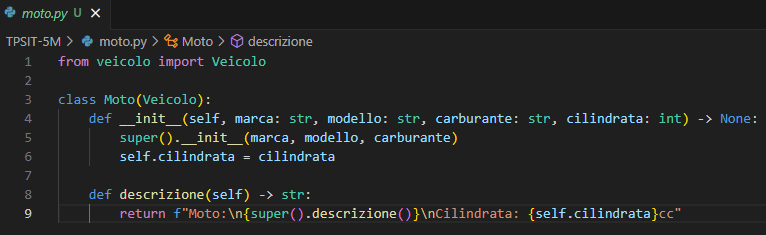 moto.py U X
TPSIT-5M > moto.py > Moto > descrizione
1 from veicolo import Veicolo
2
3 class Moto(Veicolo):
4     def __init__(self, marca: str, modello: str, carburante: str, cilindrata: int) -> None:
5         super().__init__(marca, modello, carburante)
6         self.cilindrata = cilindrata
7
8     def descrizione(self) -> str:
9         return f"Moto:\n{super().descrizione()}\nCilindrata: {self.cilindrata}cc"